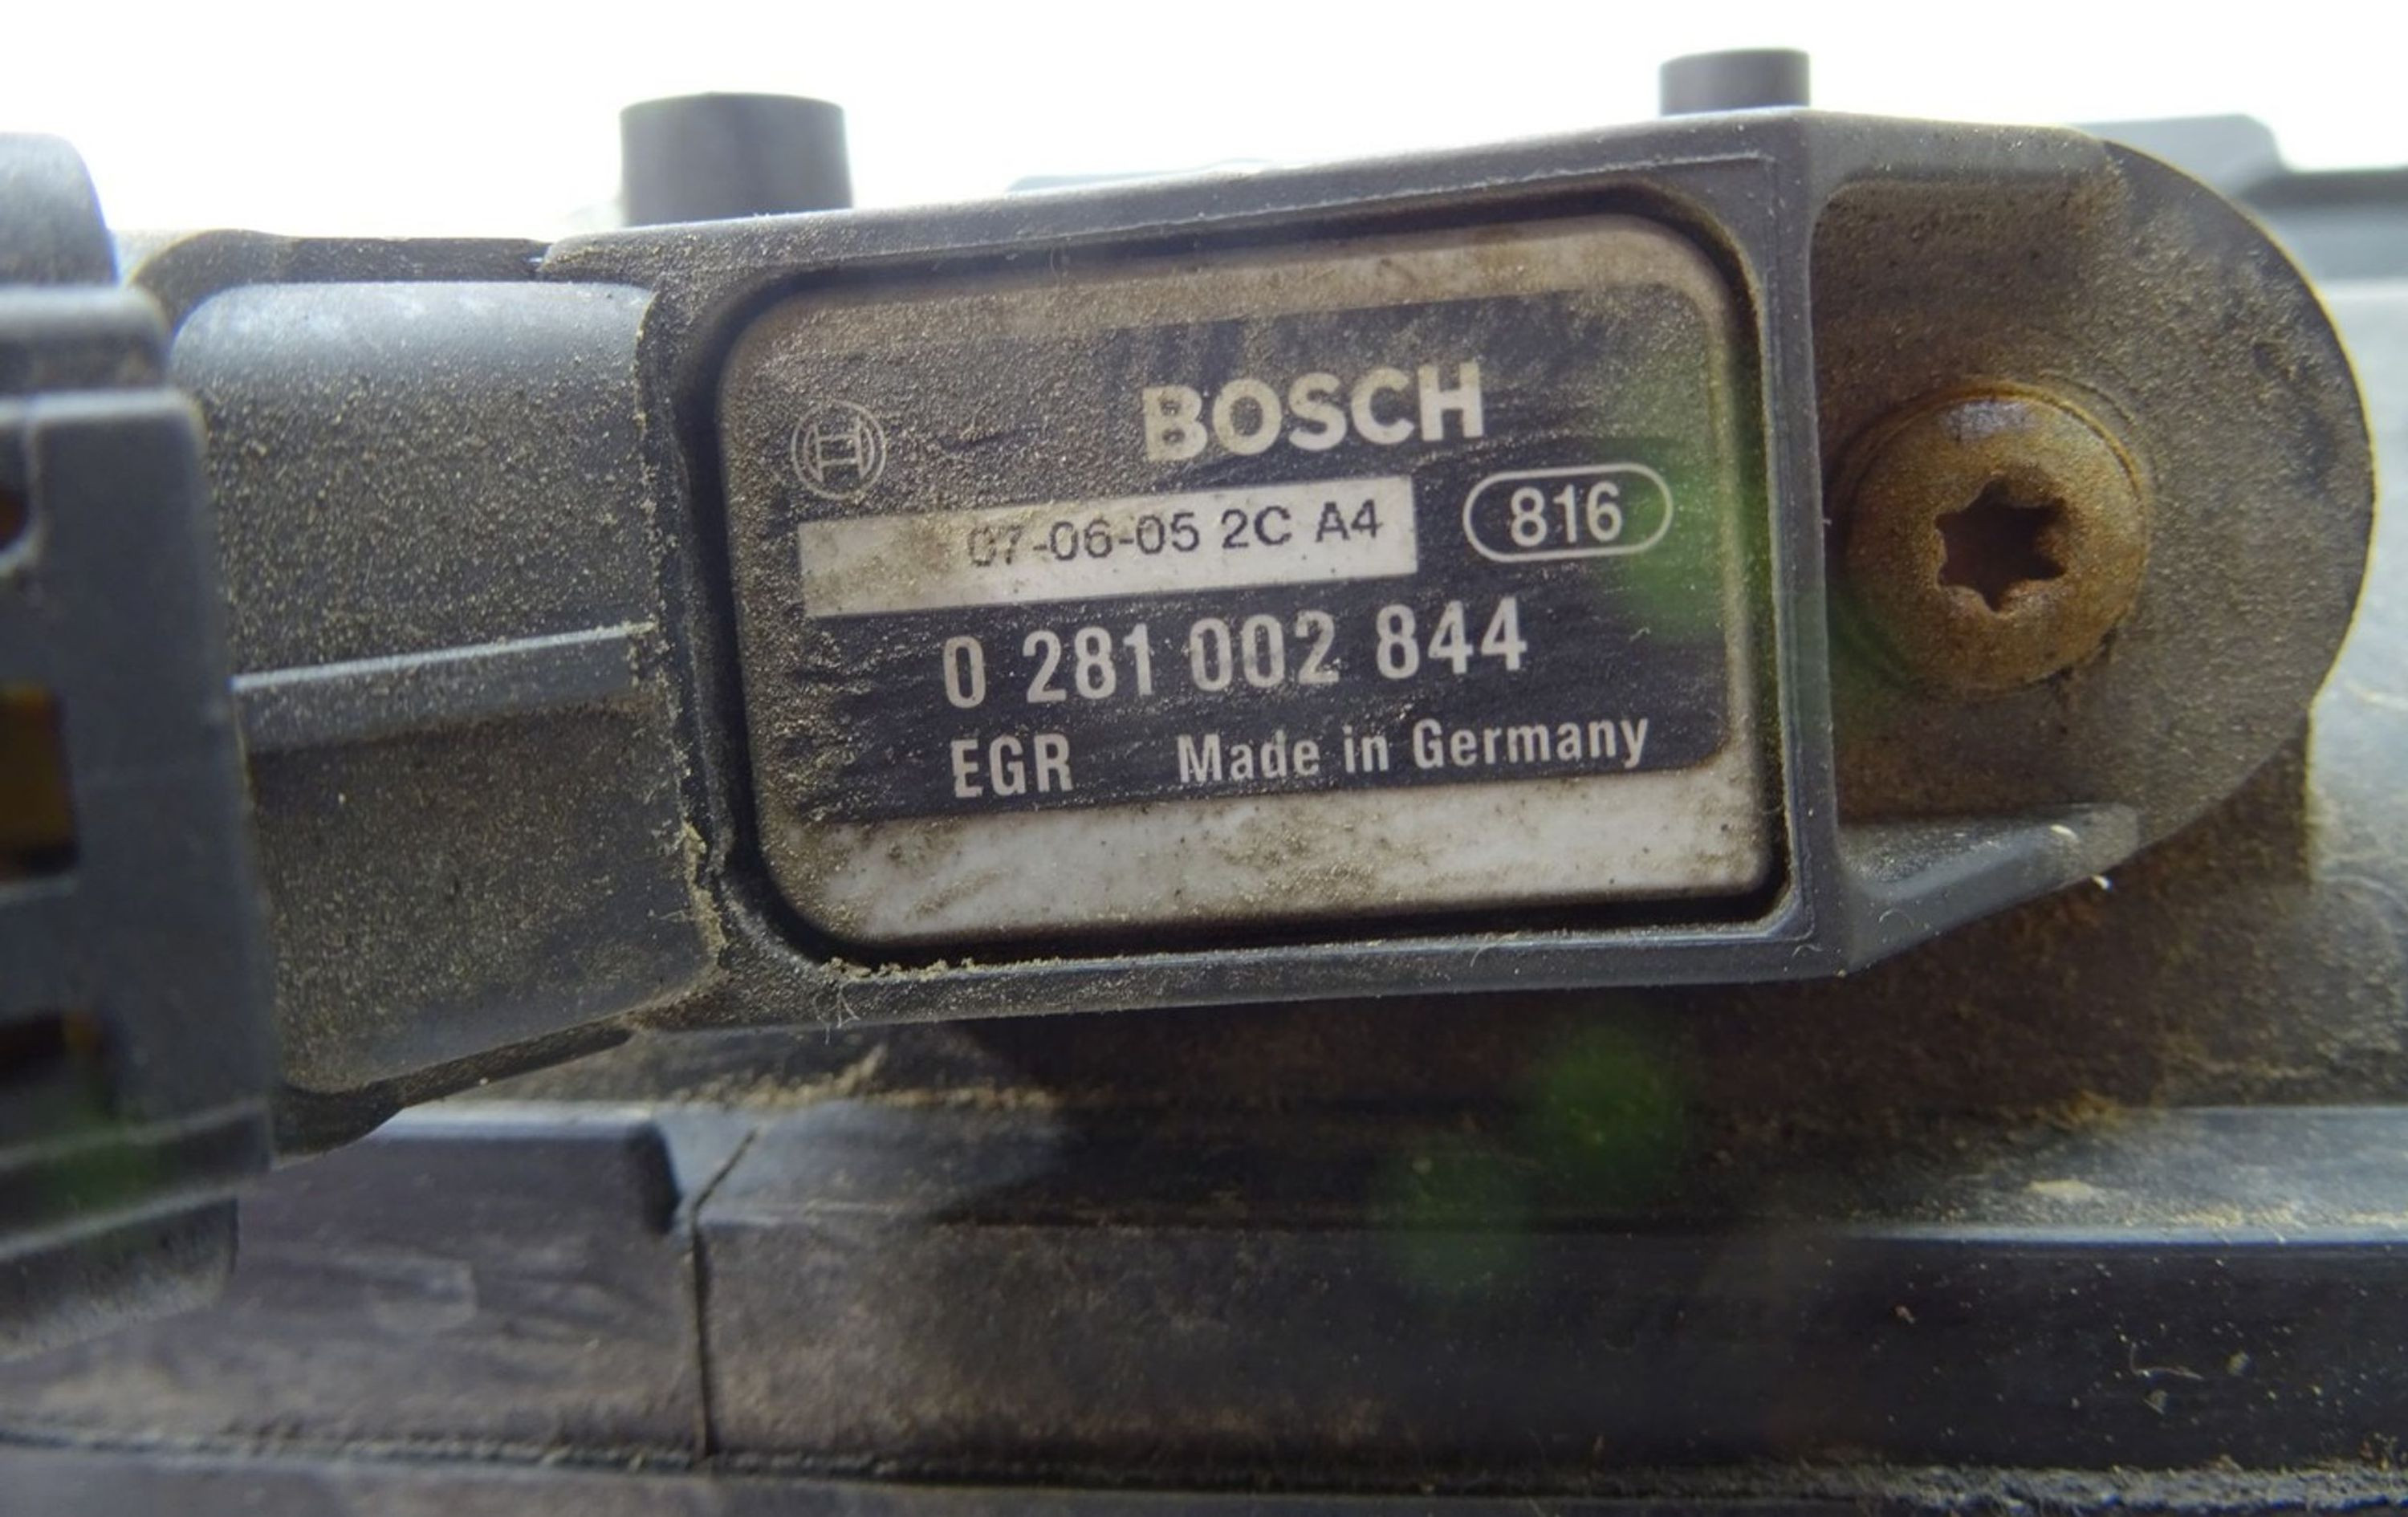 BOSCH
07-06-05 2C A4
816
0 281 002 844
EGR Made in Germany